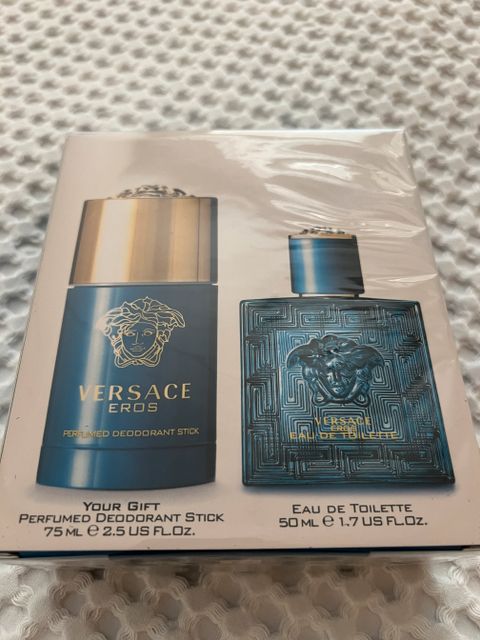 VERSACE
EROS
PERFUMED DEODORANT STICK
VERSACE
EROS
EAU DE TOILETTE
YOUR GIFT
PERFUMED DEODORANT STICK
75 ML e 2.5 US FL.OZ.
EAU DE TOILETTE
50 ML e 1.7 US FL.OZ.